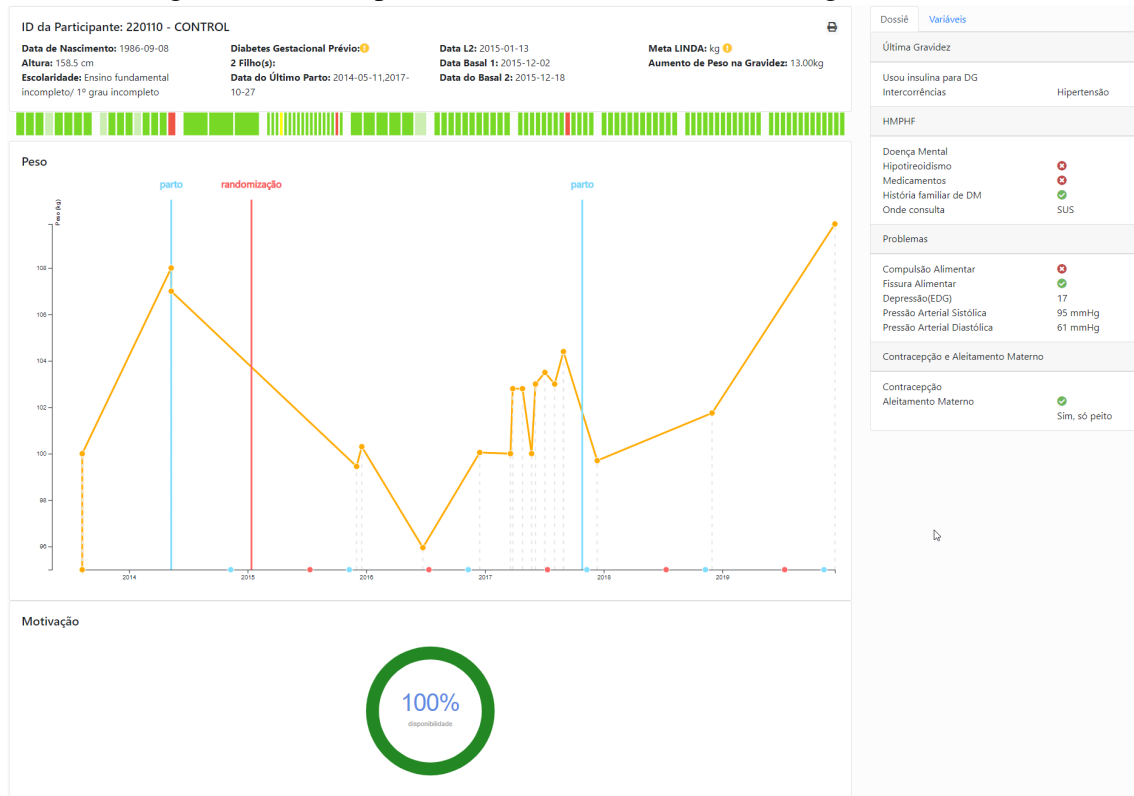 ID da Participante: 220110 - CONTROL
Data de Nascimento: 1986-09-08
Altura: 158.5 cm
Escolaridade: Ensino fundamental
incompleto/ 1º grau incompleto
Diabetes Gestacional Prévio:
2 Filho(s):
Data do Último Parto: 2014-05-11,2017-
10-27
Data L2: 2015-01-13
Data Basal 1: 2015-12-02
Data do Basal 2: 2015-12-18
Meta LINDA: kg
Aumento de Peso na Gravidez: 13.00kg
Peso
parto
randomização
parto
Peso (kg)
108
106
104
102
100
98
96
2014
2015
2016
2017
2018
2019
Motivação
100%
disponibilidade
Dossiê
Variáveis
Última Gravidez
Usou insulina para DG
Intercorrências Hipertensão
HMPHF
Doença Mental
Hipotireoidismo
Medicamentos
História familiar de DM
Onde consulta SUS
Problemas
Compulsão Alimentar
Fissura Alimentar
Depressão(EDG) 17
Pressão Arterial Sistólica 95 mmHg
Pressão Arterial Diastólica 61 mmHg
Contracepção e Aleitamento Materno
Contracepção
Aleitamento Materno
Sim, só peito